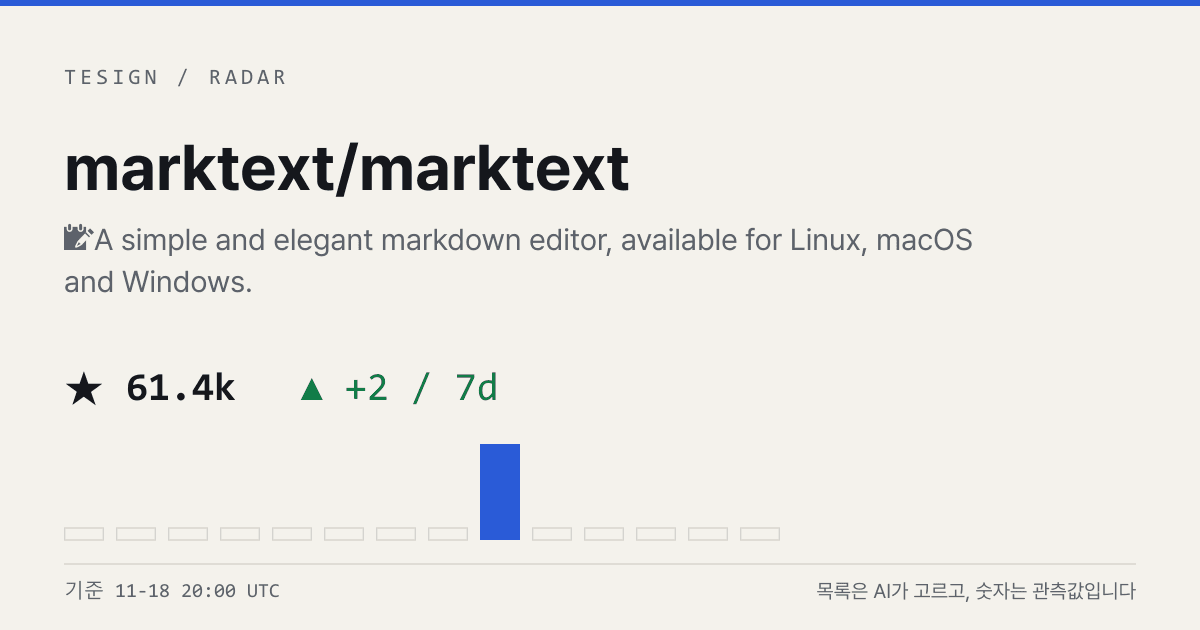 TESIGN / RADAR
marktext/marktext
📝A simple and elegant markdown editor, available for Linux, macOS
and Windows.
★ 61.4k ▲ +2 / 7d
기준 11-18 20:00 UTC
목록은 AI가 고르고, 숫자는 관측값입니다